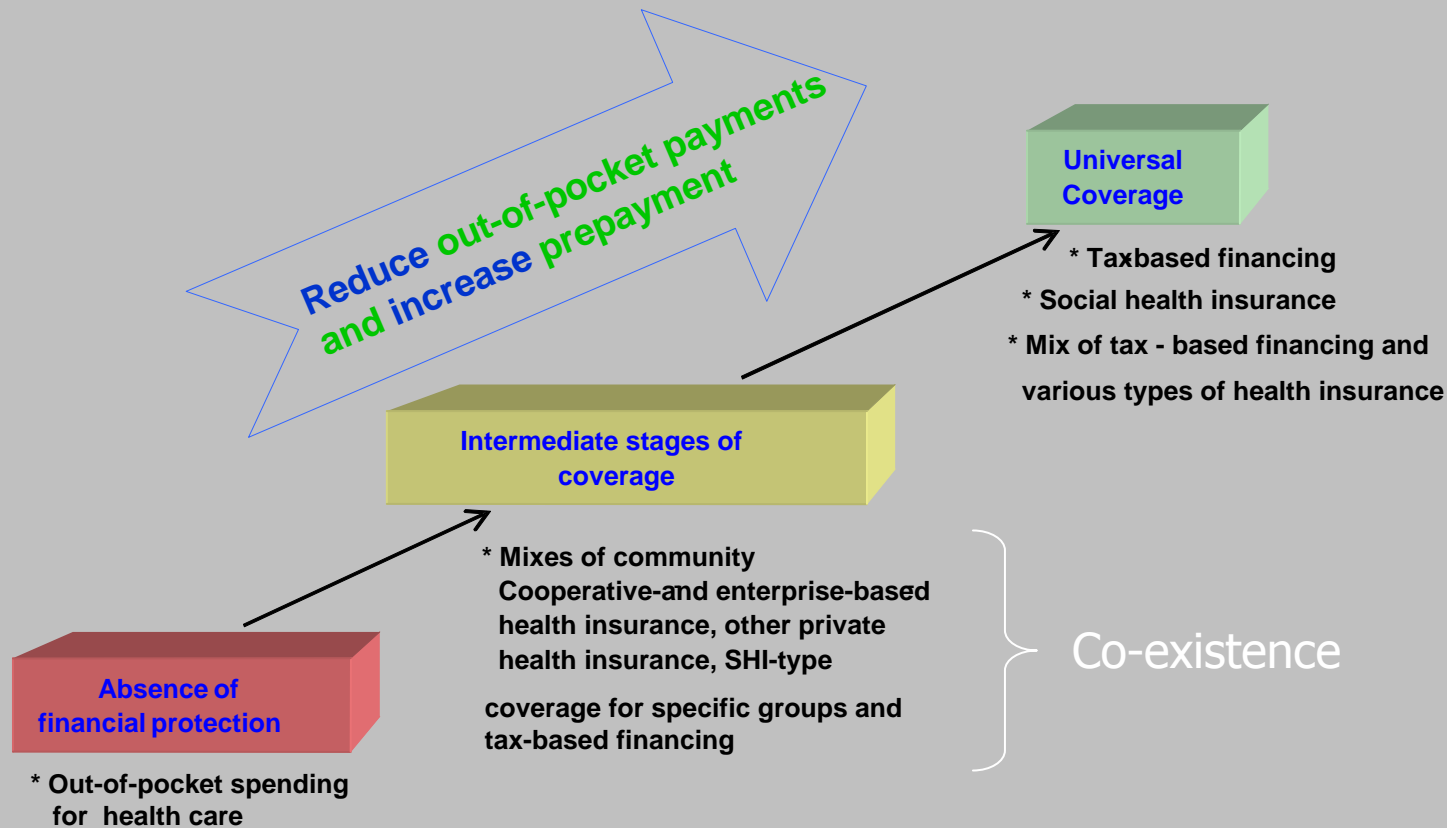 Reduce out-of-pocket payments
and increase prepayment
Universal
Coverage
* Taxbased financing
* Social health insurance
* Mix of tax - based financing and
various types of health insurance
Intermediate stages of
coverage
* Mixes of community
Cooperative-and enterprise-based
health insurance, other private
health insurance, SHI-type
coverage for specific groups and
tax-based financing
Co-existence
Absence of
financial protection
* Out-of-pocket spending
for health care